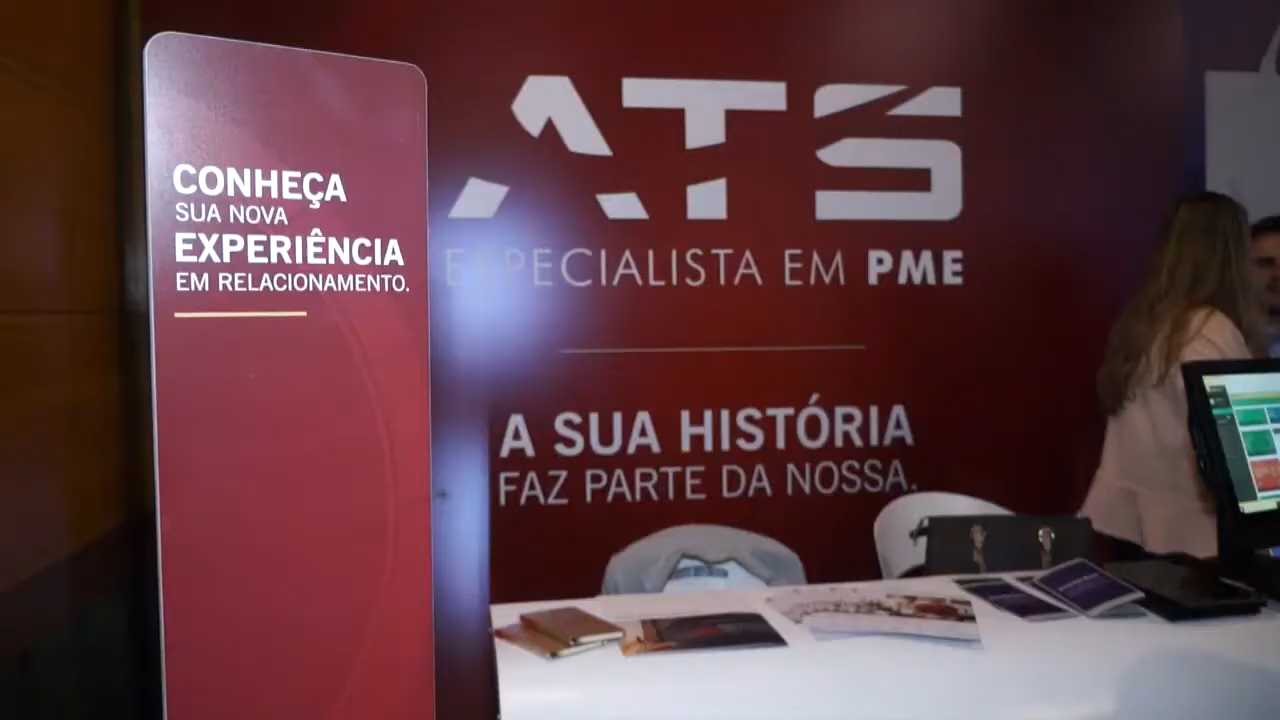 CONHEÇA
SUA NOVA
EXPERIÊNCIA
EM RELACIONAMENTO.
ATS
ESPECIALISTA EM PME
A SUA HISTÓRIA
FAZ PARTE DA NOSSA.